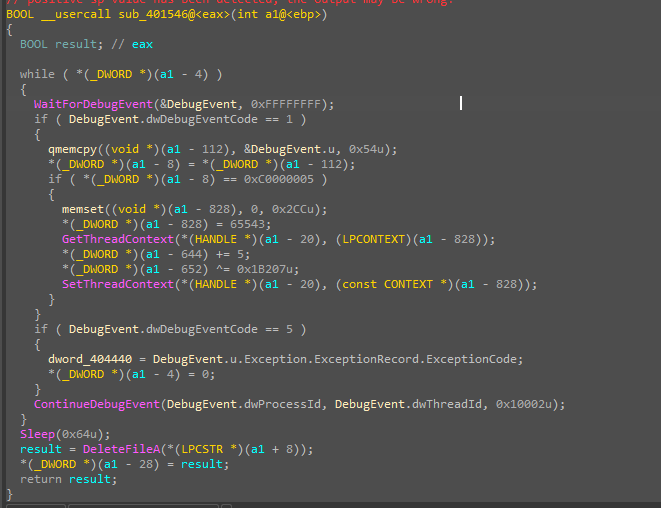 // positive sp value has been detected, the output may be wrong!
BOOL __usercall sub_401546@<eax>(int a1@<ebp>)
{
  BOOL result; // eax

  while ( *(_DWORD *)(a1 - 4) )
  {
    WaitForDebugEvent(&DebugEvent, 0xFFFFFFFF);
    if ( DebugEvent.dwDebugEventCode == 1 )
    {
      qmemcpy((void *)(a1 - 112), &DebugEvent.u, 0x54u);
      *(_DWORD *)(a1 - 8) = *(_DWORD *)(a1 - 112);
      if ( *(_DWORD *)(a1 - 8) == 0xC0000005 )
      {
        memset((void *)(a1 - 828), 0, 0x2CCu);
        *(_DWORD *)(a1 - 828) = 65543;
        GetThreadContext(*(HANDLE *)(a1 - 20), (LPCONTEXT)(a1 - 828));
        *(_DWORD *)(a1 - 644) += 5;
        *(_DWORD *)(a1 - 652) ^= 0x1B207u;
        SetThreadContext(*(HANDLE *)(a1 - 20), (const CONTEXT *)(a1 - 828));
      }
    }
    if ( DebugEvent.dwDebugEventCode == 5 )
    {
      dword_404440 = DebugEvent.u.Exception.ExceptionRecord.ExceptionCode;
      *(_DWORD *)(a1 - 4) = 0;
    }
    ContinueDebugEvent(DebugEvent.dwProcessId, DebugEvent.dwThreadId, 0x10002u);
  }
  Sleep(0x64u);
  result = DeleteFileA(*(LPCSTR *)(a1 + 8));
  *(_DWORD *)(a1 - 28) = result;
  return result;
}